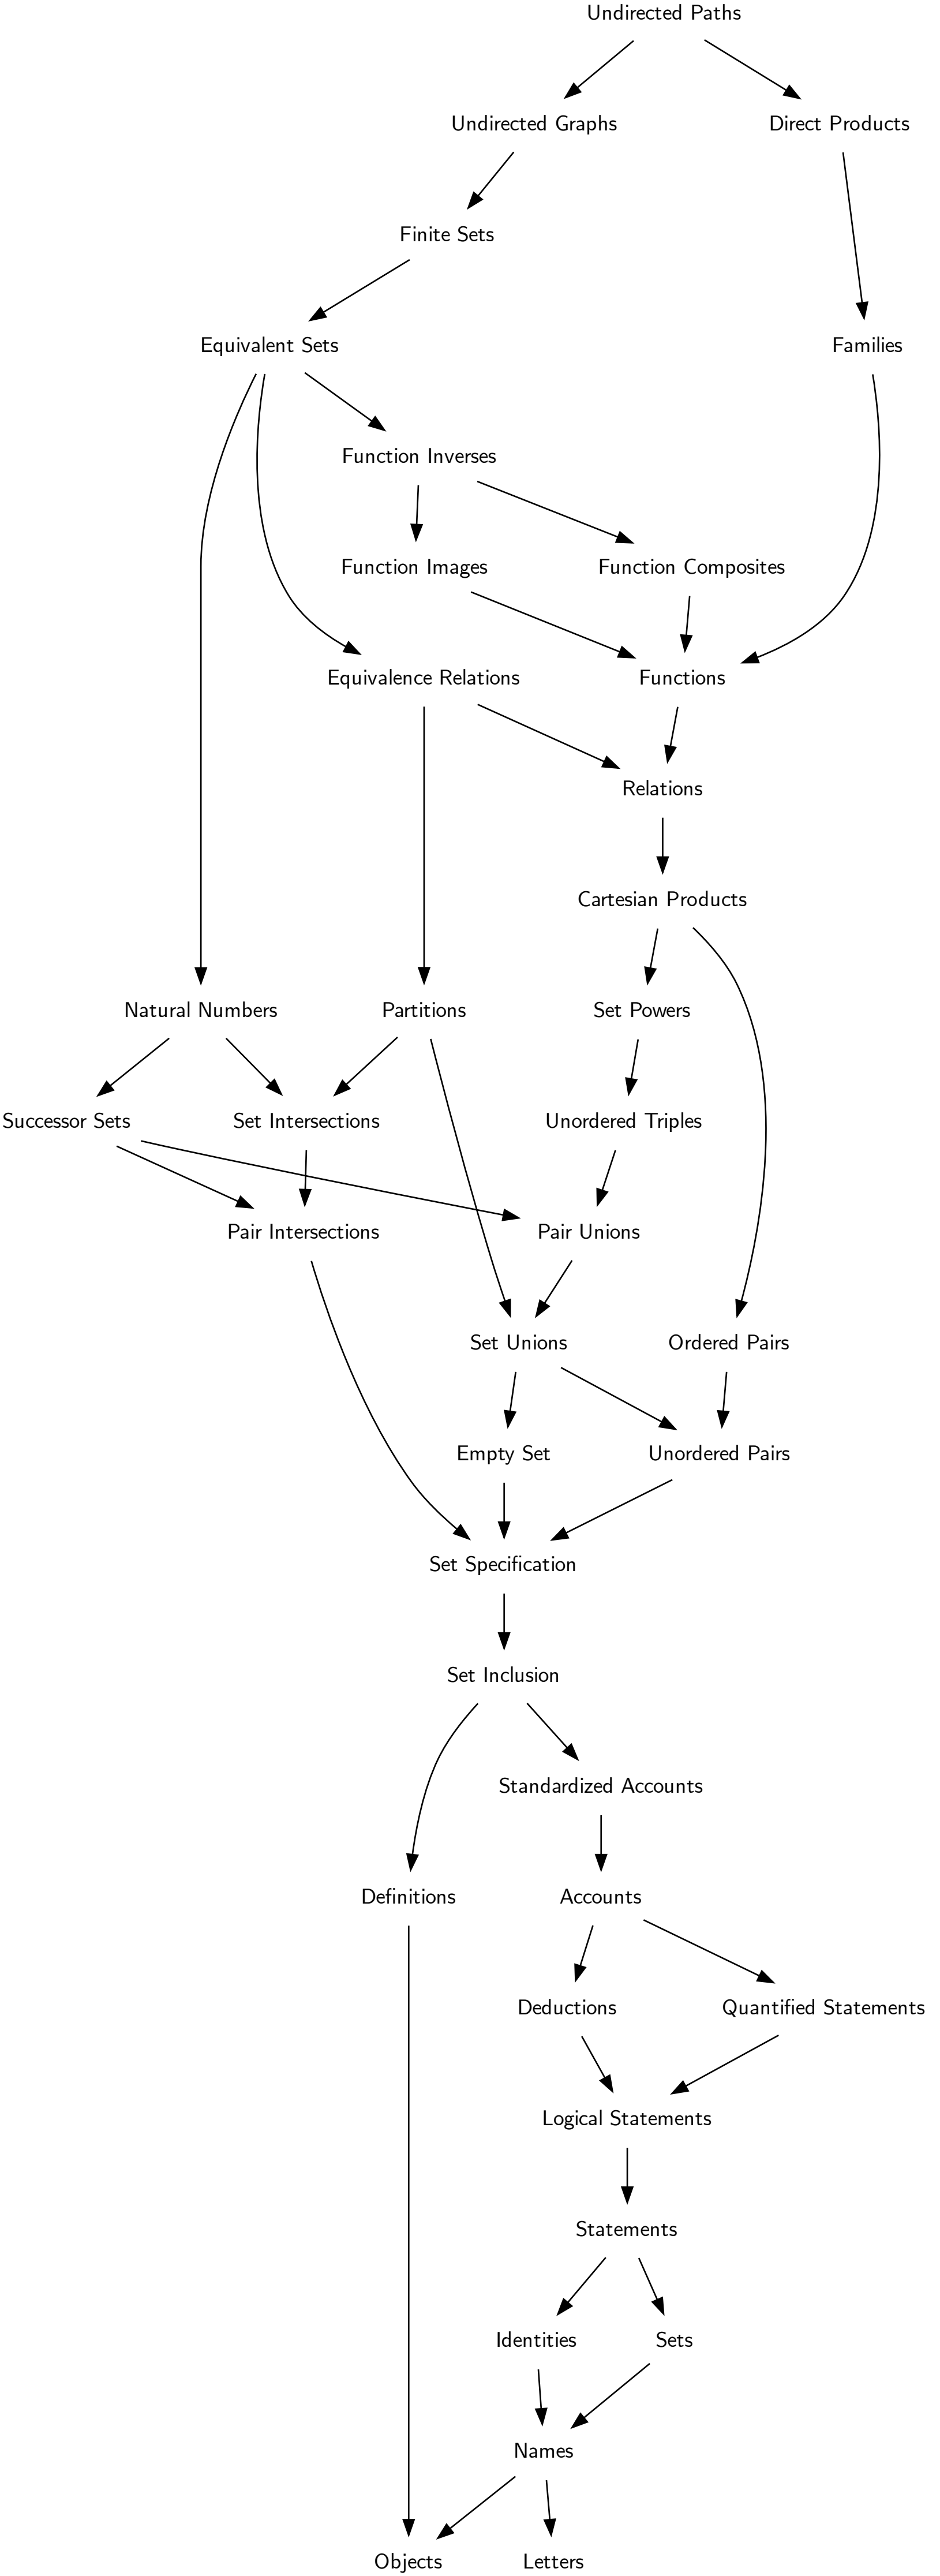 Undirected Paths
Undirected Graphs
Direct Products
Finite Sets
Equivalent Sets
Families
Function Inverses
Function Images
Function Composites
Equivalence Relations
Functions
Relations
Cartesian Products
Natural Numbers
Partitions
Set Powers
Successor Sets
Set Intersections
Unordered Triples
Pair Intersections
Pair Unions
Set Unions
Ordered Pairs
Empty Set
Unordered Pairs
Set Specification
Set Inclusion
Standardized Accounts
Definitions
Accounts
Deductions
Quantified Statements
Logical Statements
Statements
Identities
Sets
Names
Objects
Letters